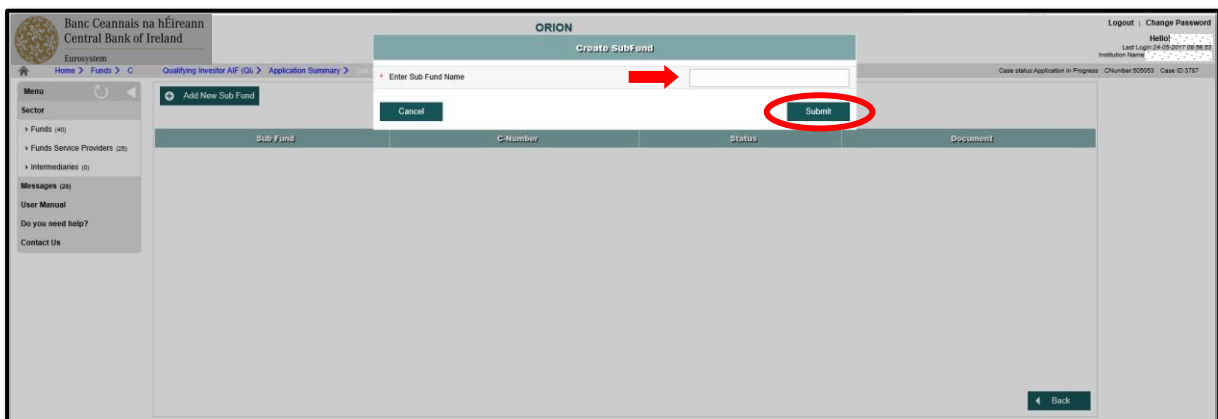 Banc Ceannais na hÉireann
Central Bank of Ireland
Eurosystem
ORION
Logout | Change Password
Hello!
Last Login:24-05-2017 08:56:53
Institution Name:
Home > Funds > C Qualifying Investor AIF (QI. > Application Summary >
Case status:Application in Progress CNumber:505053 Case ID:3787
Create SubFund
* Enter Sub Fund Name
Cancel
Submit
Menu
Sector
Funds (40)
Funds Service Providers (26)
Intermediaries (0)
Messages (20)
User Manual
Do you need help?
Contact Us
Add New Sub Fund
Sub Fund C-Number Status Document
Back